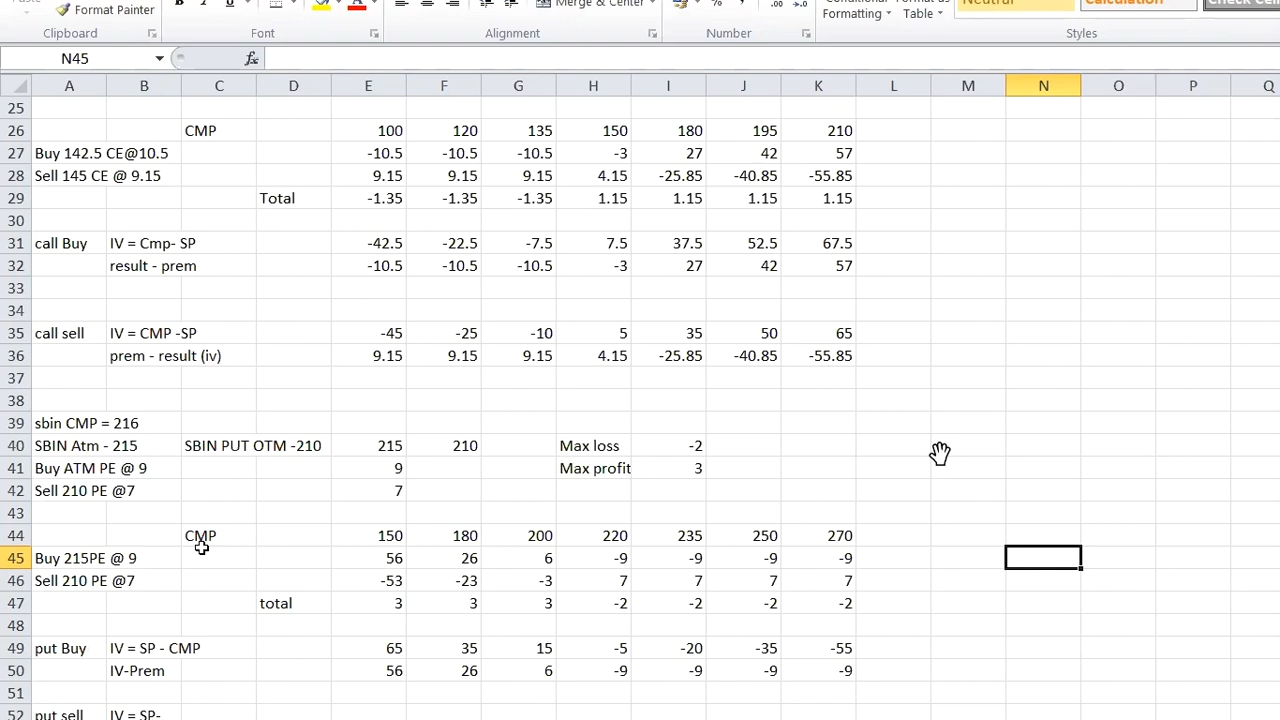 Format Painter
Merge & Center
.00
Conditional Format as
Formatting Table
Neutral Calculation Check Cell
Clipboard Font Alignment Number Styles
N45 fx
A B C D E F G H I J K L M N O P Q
25
26 CMP 100 120 135 150 180 195 210
27 Buy 142.5 CE@10.5 -10.5 -10.5 -10.5 -3 27 42 57
28 Sell 145 CE @ 9.15 9.15 9.15 9.15 4.15 -25.85 -40.85 -55.85
29 Total -1.35 -1.35 -1.35 1.15 1.15 1.15 1.15
30
31 call Buy IV = Cmp- SP -42.5 -22.5 -7.5 7.5 37.5 52.5 67.5
32 result - prem -10.5 -10.5 -10.5 -3 27 42 57
33
34
35 call sell IV = CMP -SP -45 -25 -10 5 35 50 65
36 prem - result (iv) 9.15 9.15 9.15 4.15 -25.85 -40.85 -55.85
37
38
39 sbin CMP = 216
40 SBIN Atm - 215 SBIN PUT OTM -210 215 210 Max loss -2
41 Buy ATM PE @ 9 9 Max profit 3
42 Sell 210 PE @7 7
43
44 CMP 150 180 200 220 235 250 270
45 Buy 215PE @ 9 56 26 6 -9 -9 -9 -9
46 Sell 210 PE @7 -53 -23 -3 7 7 7 7
47 total 3 3 3 -2 -2 -2 -2
48
49 put Buy IV = SP - CMP 65 35 15 -5 -20 -35 -55
50 IV-Prem 56 26 6 -9 -9 -9 -9
51
52 put sell IV = SP-